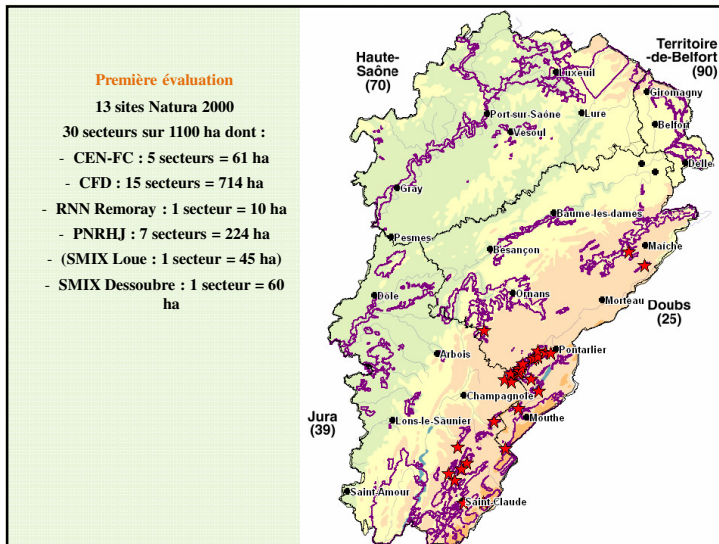 Première évaluation
13 sites Natura 2000
30 secteurs sur 1100 ha dont :
- CEN-FC : 5 secteurs = 61 ha
- CFD : 15 secteurs = 714 ha
- RNN Remoray : 1 secteur = 10 ha
- PNRHJ : 7 secteurs = 224 ha
- (SMIX Loue : 1 secteur = 45 ha)
- SMIX Dessoubre : 1 secteur = 60
ha
Haute-
Saône
(70)
Territoire
-de-Belfort
(90)
Luxeuil
Giromagny
Port-sur-Saône
Lure
Vesoul
Belfort
Delle
Gray
Baume-les-dames
Pesmes
Besançon
Maîche
Dôle
Ornans
Morteau
Doubs
(25)
Arbois
Pontarlier
Champagnole
Jura
(39)
Mouthe
Lons-le-Saunier
Saint-Amour
Saint-Claude